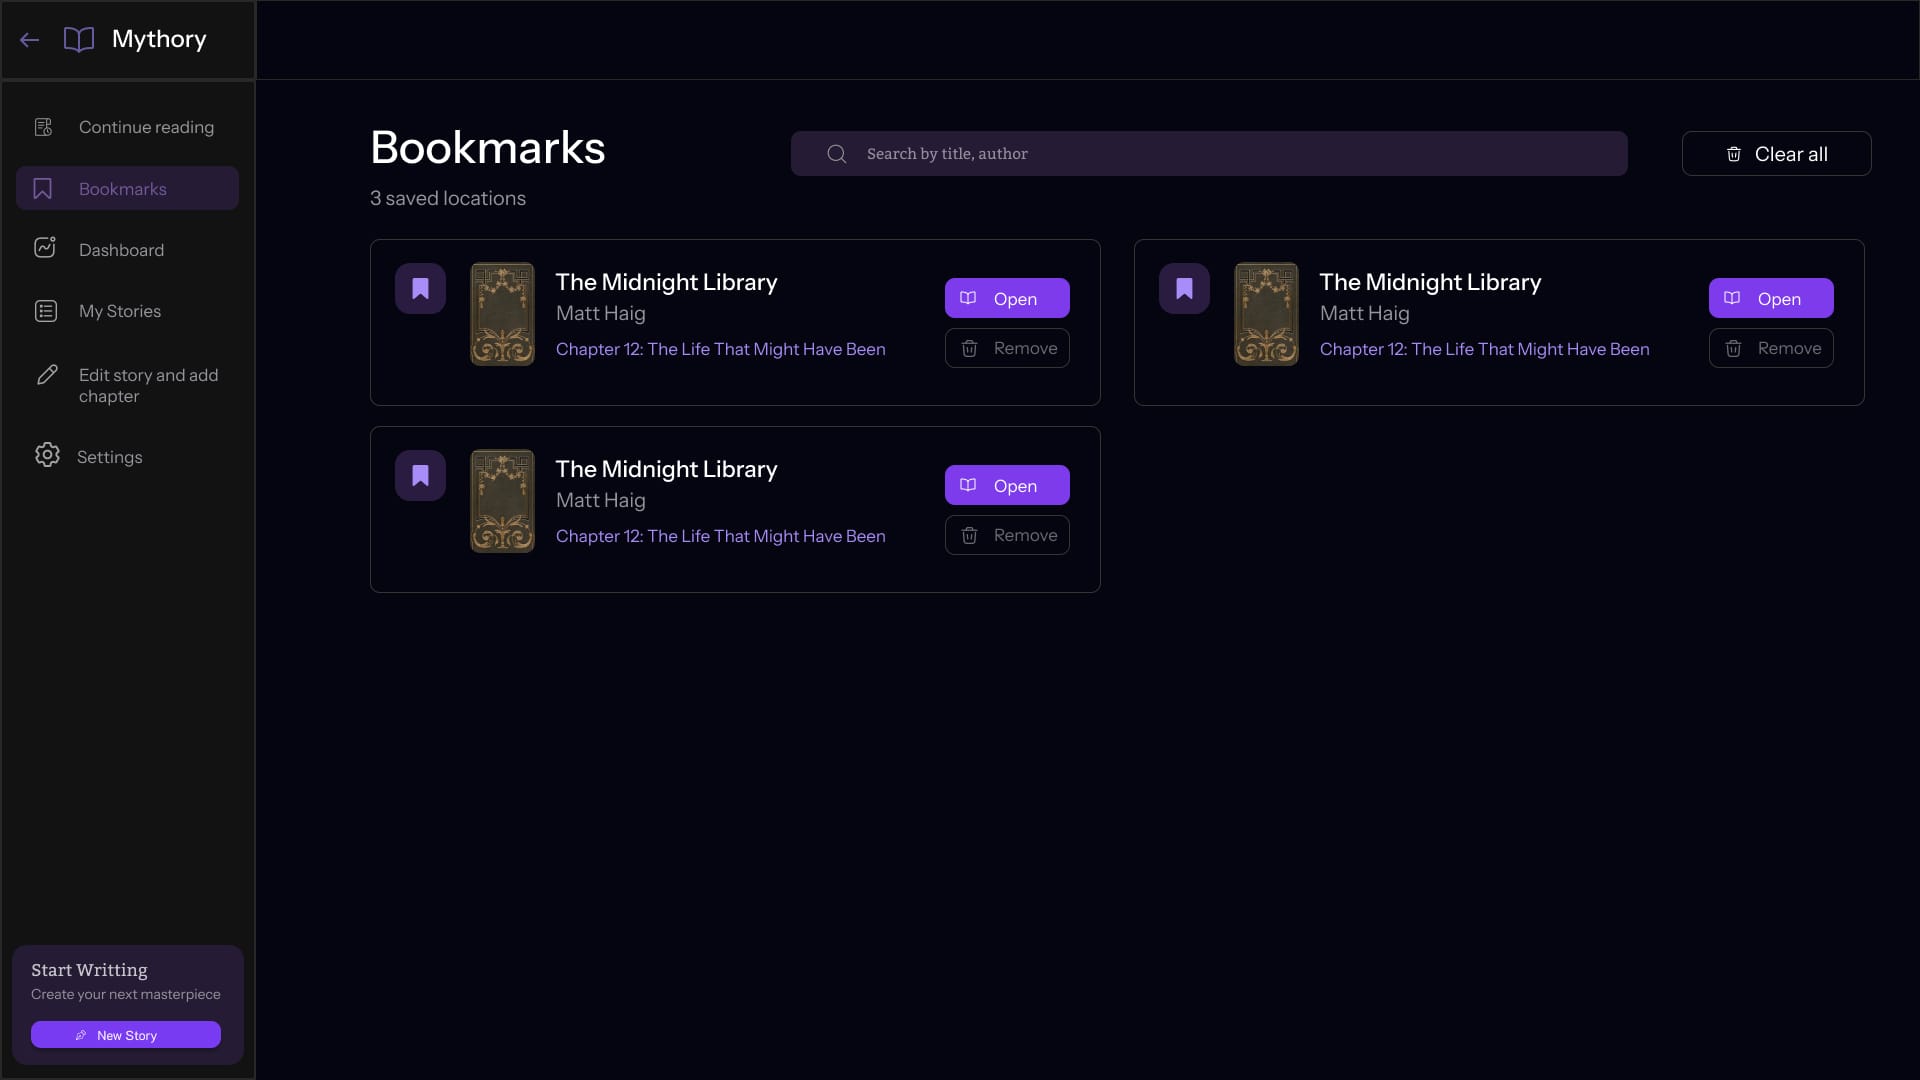 Mythory
Continue reading
Bookmarks
Dashboard
My Stories
Edit story and add
chapter
Settings
Start Writting
Create your next masterpiece
New Story
Bookmarks
3 saved locations
Search by title, author
Clear all
The Midnight Library
Matt Haig
Chapter 12: The Life That Might Have Been
Open
Remove
The Midnight Library
Matt Haig
Chapter 12: The Life That Might Have Been
Open
Remove
The Midnight Library
Matt Haig
Chapter 12: The Life That Might Have Been
Open
Remove